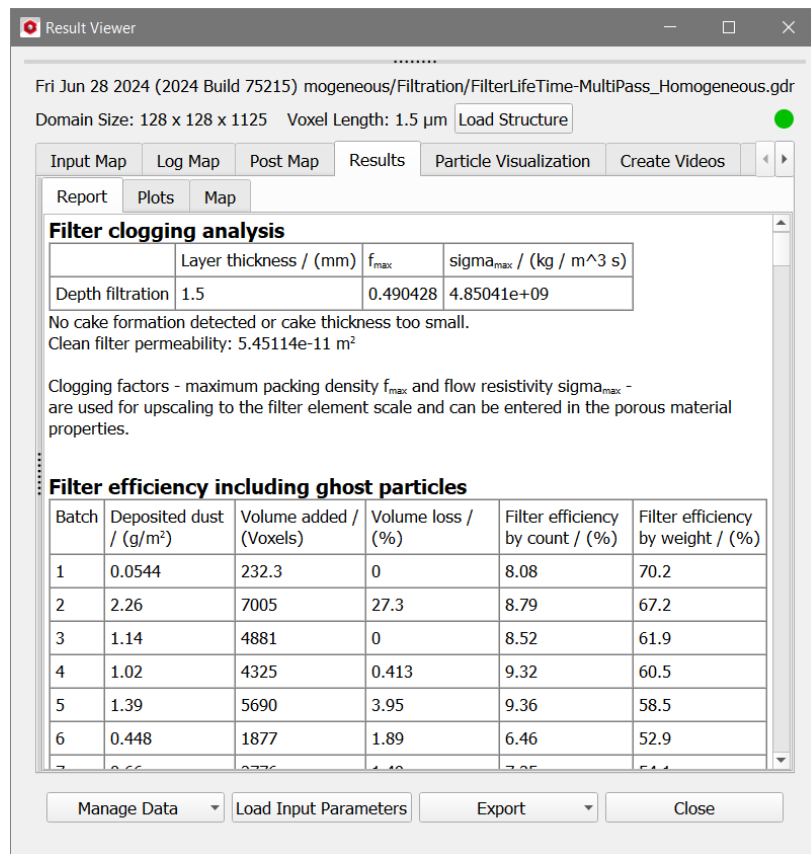 Result Viewer
Fri Jun 28 2024 (2024 Build 75215) mogeneous/Filtration/FilterLifeTime-MultiPass_Homogeneous.gdr
Domain Size: 128 x 128 x 1125 Voxel Length: 1.5 µm Load Structure
Input Map Log Map Post Map Results Particle Visualization Create Videos
Report Plots Map
Filter clogging analysis
Layer thickness / (mm) fmax sigmamax / (kg / m^3 s)
Depth filtration 1.5 0.490428 4.85041e+09
No cake formation detected or cake thickness too small.
Clean filter permeability: 5.45114e-11 m²
Clogging factors - maximum packing density fmax and flow resistivity sigmamax -
are used for upscaling to the filter element scale and can be entered in the porous material
properties.
Filter efficiency including ghost particles
Batch Deposited dust Volume added / Volume loss / Filter efficiency Filter efficiency
/ (g/m²) (Voxels) (%) by count / (%) by weight / (%)
1 0.0544 232.3 0 8.08 70.2
2 2.26 7005 27.3 8.79 67.2
3 1.14 4881 0 8.52 61.9
4 1.02 4325 0.413 9.32 60.5
5 1.39 5690 3.95 9.36 58.5
6 0.448 1877 1.89 6.46 52.9
Manage Data Load Input Parameters Export Close